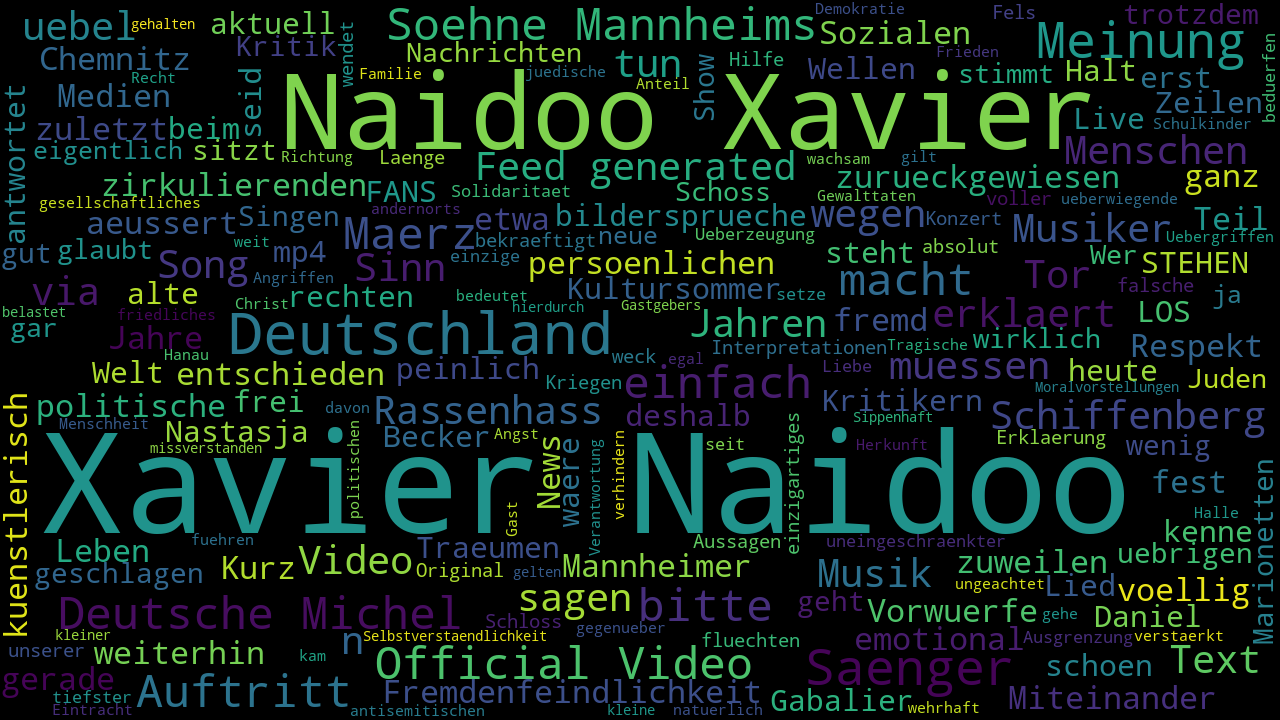 uebel gehalten aktuell Soehne Mannheims Sozialen Demokratie Fels trotzdem
Chemnitz Kritik wendet Nachrichten tun Show Hilfe Wellen Frieden Meinung beduerfen
Recht Familie juedische Anteil stimmt Halt erst
antwortet Medien seid Naidoo Xavier Live Zeilen
zuletzt beim Schulkinder
eigentlich sitzt Richtung Laenge Feed generated wachsam gilt Menschen
zirkulierenden FANS Solidaritaet Schoss Gewalttaten zurueckgewiesen ganz
gesellschaftliches andernorts voller ueberwiegende
aeussert Singen etwa bildersprueche wegen Konzert Musiker Teil
gut glaubt weit Maerz bekraeftigt neue Ueberzeugung steht absolut Wer Uebergriffen
Song mp4 Sinn einzige persoenlichen macht Tor STEHEN
via alte Angriffen rechten bedeutet Kultursommer setze falsche ja
belastet friedliches Christ hierdurch Gastgebers
gar Jahre Deutschland Jahren fremd erklaert LOS
Hanau weck egal Interpretationen Tragische wirklich Respekt
Welt entschieden peinlich Kriegen einfach Liebe muessen heute Juden
Moralvorstellungen
kuenstlerisch politische frei davon Rassenhass deshalb Kritikern Schiffenberg
Menschheit Nastasja Becker Angst Sippenhaft
missverstanden politischen News waere Verantwortung verhindern seit einzigartiges Herkunft Erklaerung wenig
Xavier Naidoo fest Marionetten
Gast Halle
fuehren Aussagen uneingeschraenkter kenne
Leben Kurz Video Traeumen zuweilen uebrigen
geschlagen Original gelten Mannheimer Musik ungeachtet Lied voellig
Deutsche Michel Schloss sagen bitte geht Vorwuerfe gehe Daniel
kleiner n Selbstverstaendlichkeit gegenueber fluechten emotional Ausgrenzung verstaerkt
unserer weiterhin kam Official Video Saenger schoen Text
gerade tiefster Auftritt Fremdenfeindlichkeit Gabalier wehrhaft Miteinander
Eintracht antisemitischen kleine natuerlich